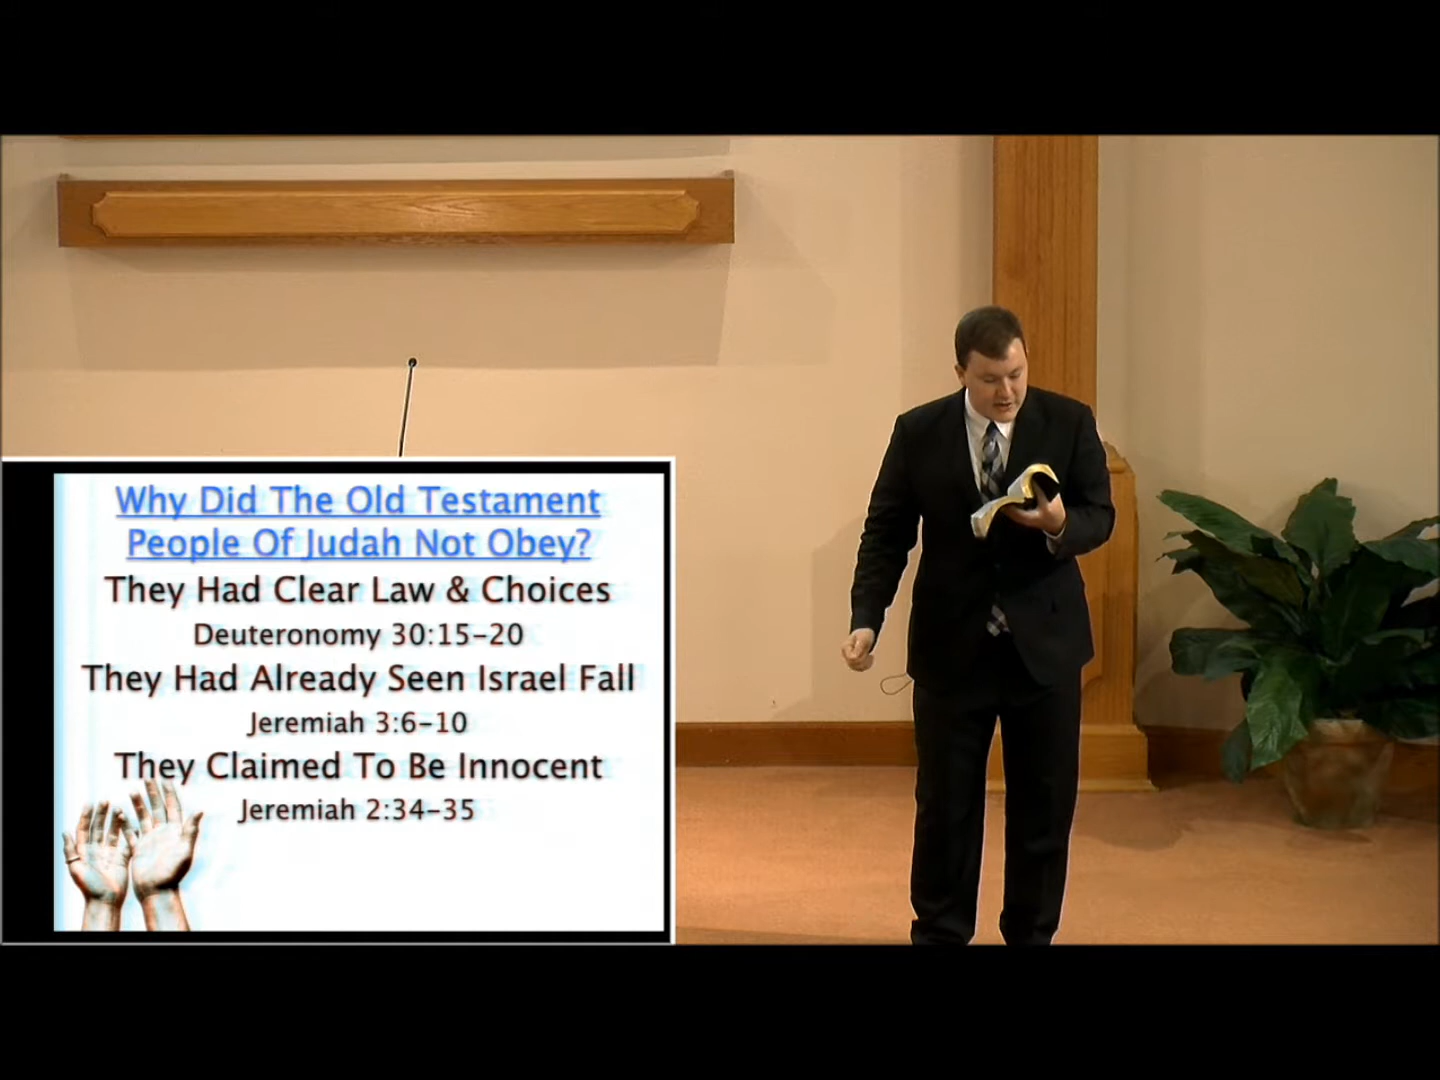 Why Did The Old Testament
People Of Judah Not Obey?
They Had Clear Law & Choices
Deuteronomy 30:15-20
They Had Already Seen Israel Fall
Jeremiah 3:6-10
They Claimed To Be Innocent
Jeremiah 2:34-35